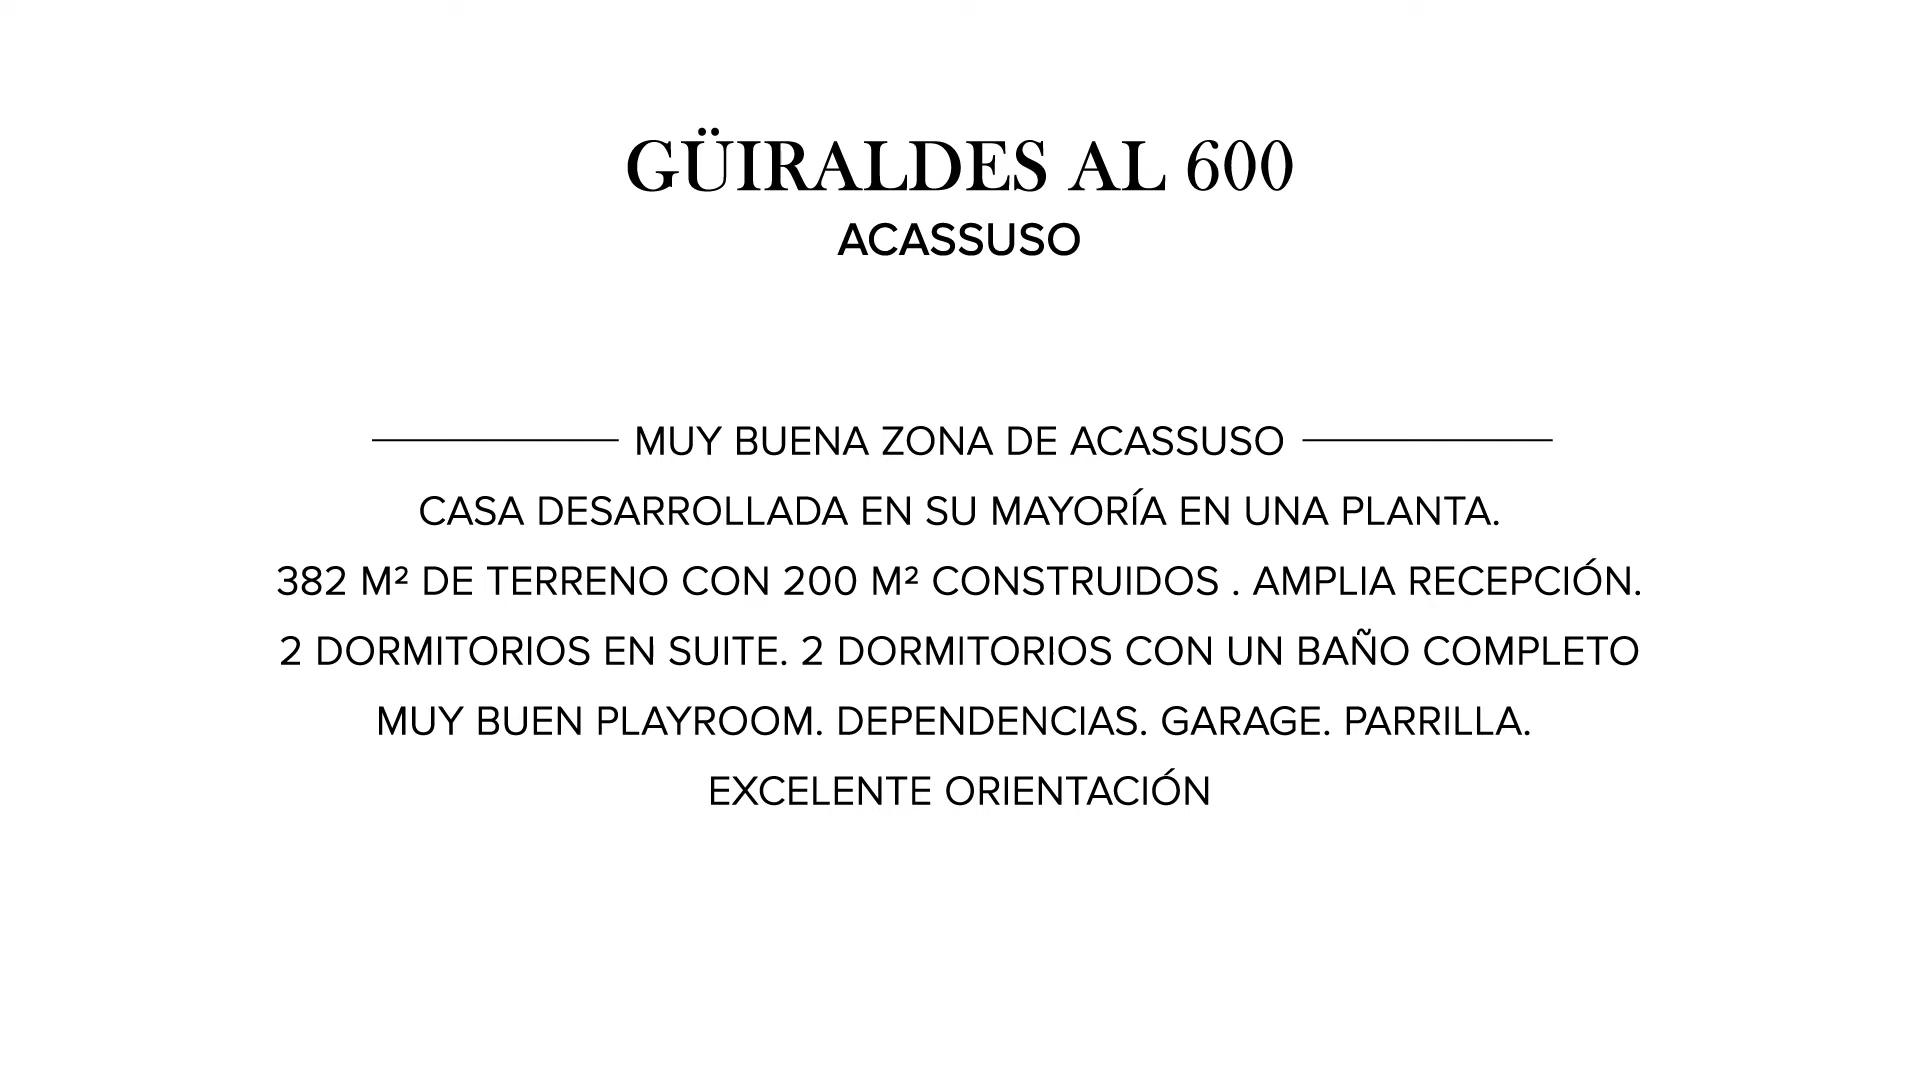 GÜIRALDES AL 600
ACASSUSO
MUY BUENA ZONA DE ACASSUSO
CASA DESARROLLADA EN SU MAYORÍA EN UNA PLANTA.
382 M² DE TERRENO CON 200 M² CONSTRUIDOS . AMPLIA RECEPCIÓN.
2 DORMITORIOS EN SUITE. 2 DORMITORIOS CON UN BAÑO COMPLETO
MUY BUEN PLAYROOM. DEPENDENCIAS. GARAGE. PARRILLA.
EXCELENTE ORIENTACIÓN